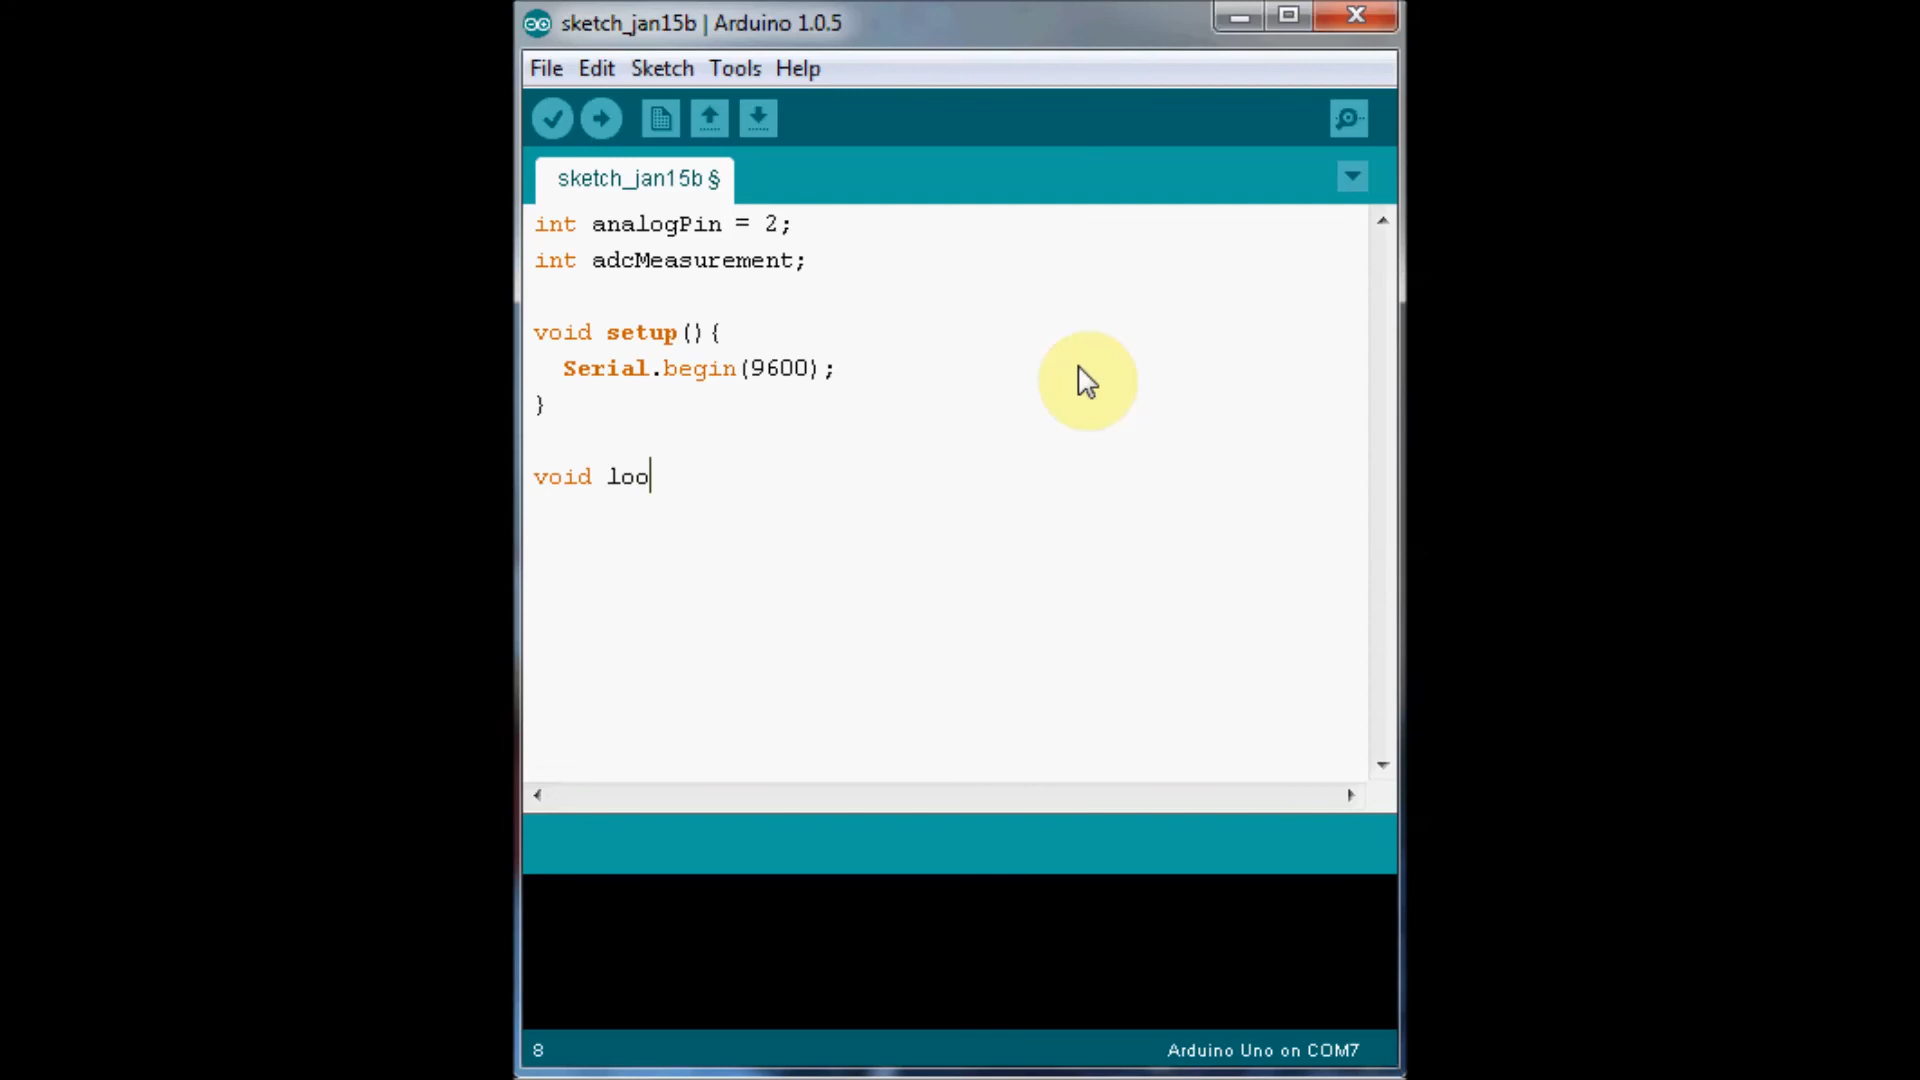 sketch_jan15b | Arduino 1.0.5
File Edit Sketch Tools Help
sketch_jan15b §
int analogPin = 2;
int adcMeasurement;
void setup(){
Serial.begin(9600);
}
void loo
8
Arduino Uno on COM7